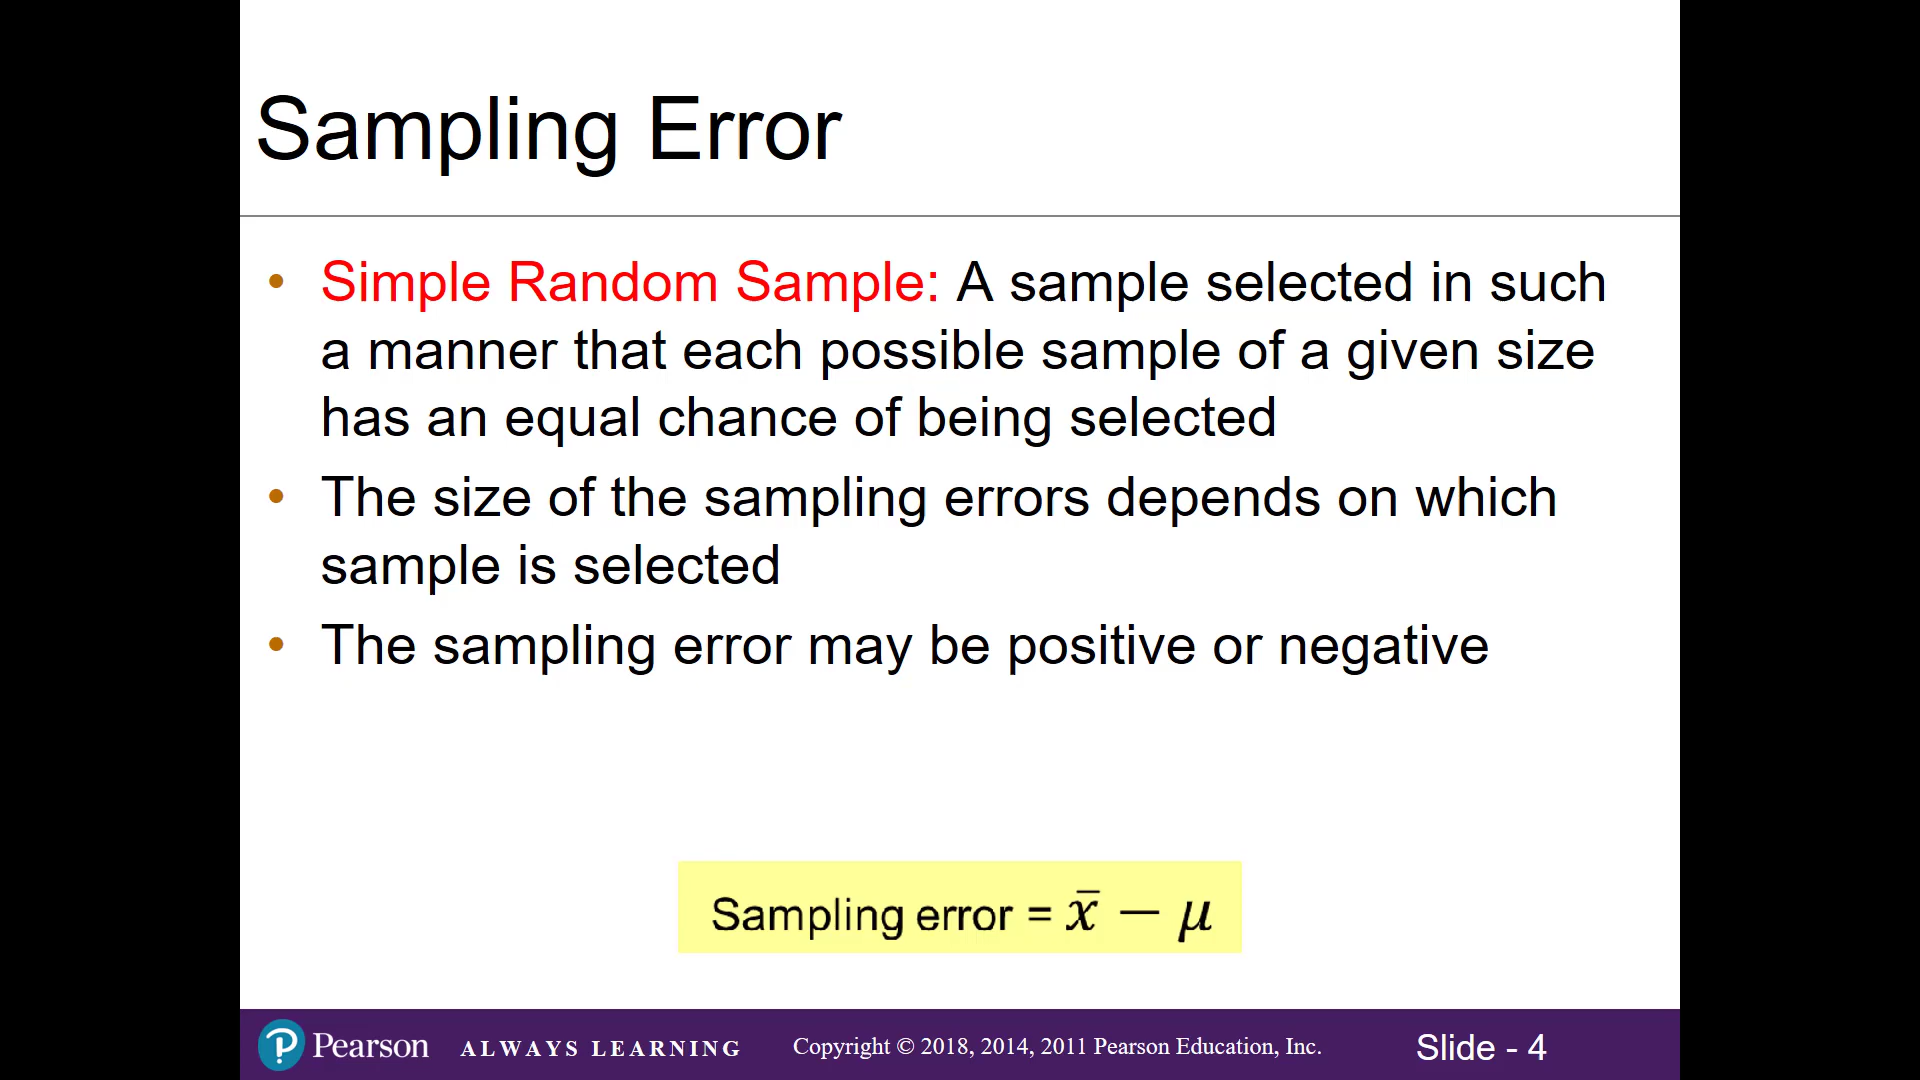 Sampling Error
• Simple Random Sample: A sample selected in such
a manner that each possible sample of a given size
has an equal chance of being selected
• The size of the sampling errors depends on which
sample is selected
• The sampling error may be positive or negative
Sampling error = x̅ − μ
Pearson ALWAYS LEARNING Copyright © 2018, 2014, 2011 Pearson Education, Inc. Slide - 4